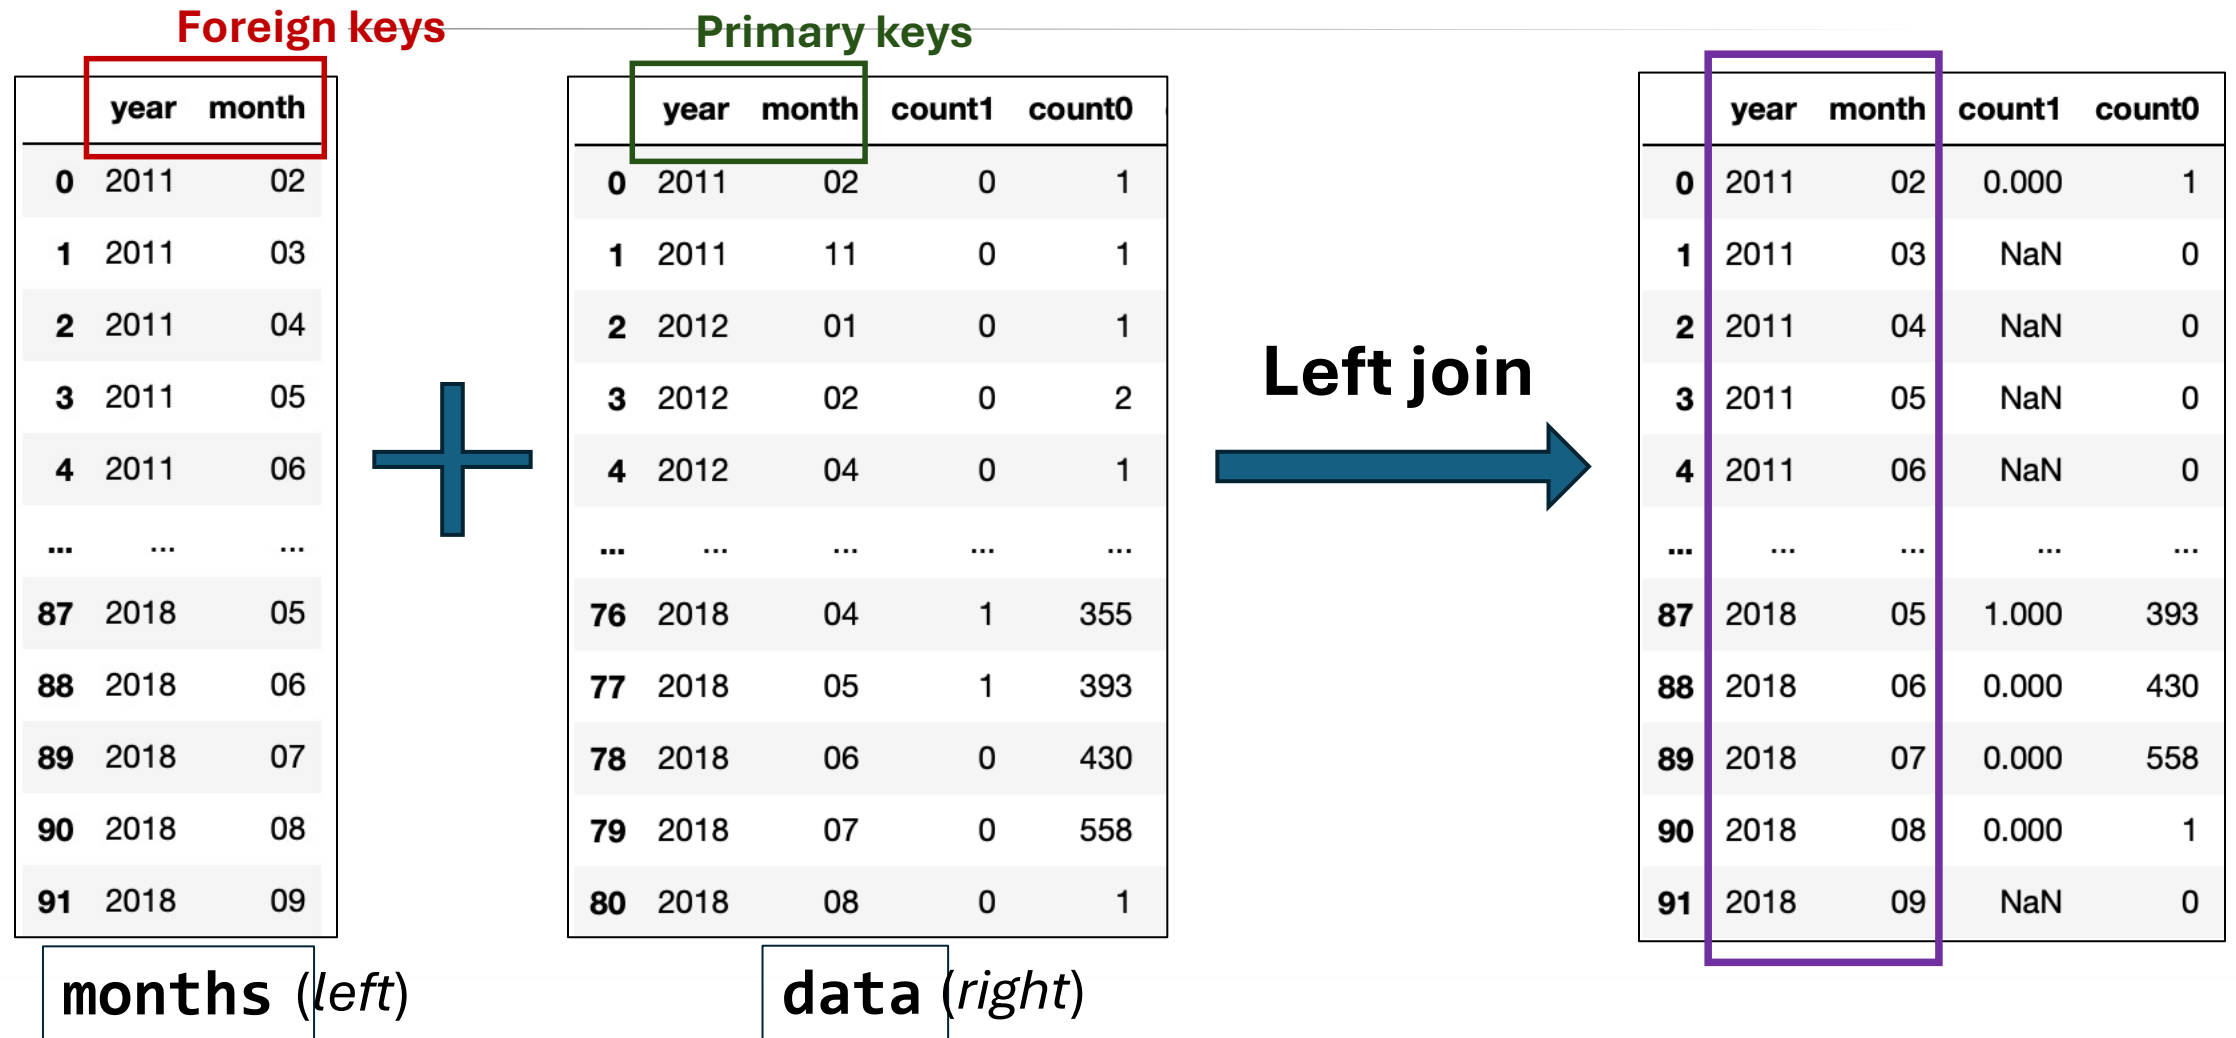 Foreign keys
Primary keys
year month
0 2011 02
1 2011 03
2 2011 04
3 2011 05
4 2011 06
... ... ...
87 2018 05
88 2018 06
89 2018 07
90 2018 08
91 2018 09
months (left)
year month count1 count0
0 2011 02 0 1
1 2011 11 0 1
2 2012 01 0 1
3 2012 02 0 2
4 2012 04 0 1
... ... ... ... ...
76 2018 04 1 355
77 2018 05 1 393
78 2018 06 0 430
79 2018 07 0 558
80 2018 08 0 1
data (right)
Left join
year month count1 count0
0 2011 02 0.000 1
1 2011 03 NaN 0
2 2011 04 NaN 0
3 2011 05 NaN 0
4 2011 06 NaN 0
... ... ... ... ...
87 2018 05 1.000 393
88 2018 06 0.000 430
89 2018 07 0.000 558
90 2018 08 0.000 1
91 2018 09 NaN 0